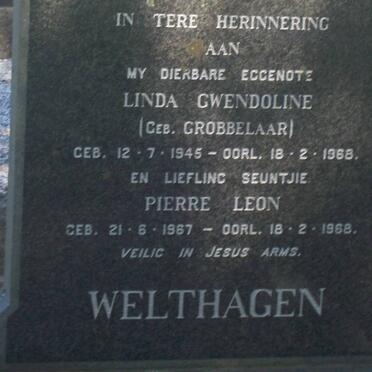 IN TERE HERINNERING
AAN
MY DIERBARE EGGENOTE
LINDA GWENDOLINE
(GEB. GROBBELAAR)
GEB. 12 · 7 · 1945 – OORL. 18 · 2 · 1968.
EN LIEFLING SEUNTJIE
PIERRE LEON
GEB. 21 · 6 · 1967 – OORL. 18 · 2 · 1968.
VEILIG IN JESUS ARMS.
WELTHAGEN